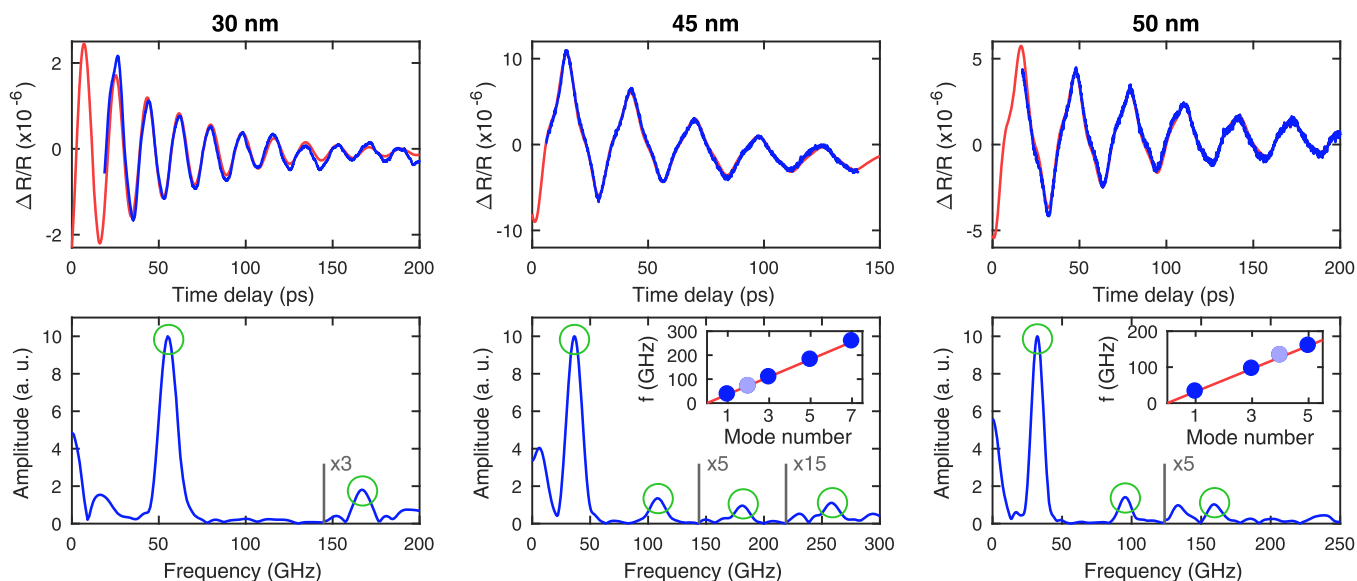 30 nm
45 nm
50 nm
ΔR/R (x10⁻⁶)
2
0
-2
0 50 100 150 200
Time delay (ps)
ΔR/R (x10⁻⁶)
10
0
-10
0 50 100 150
Time delay (ps)
ΔR/R (x10⁻⁶)
5
0
-5
0 50 100 150 200
Time delay (ps)
Amplitude (a. u.)
10
8
6
4
2
0
x3
0 50 100 150 200
Frequency (GHz)
Amplitude (a. u.)
10
8
6
4
2
0
x5
x15
0 50 100 150 200 250 300
Frequency (GHz)
f (GHz)
300
200
100
0
1 3 5 7
Mode number
Amplitude (a. u.)
10
8
6
4
2
0
x5
0 50 100 150 200 250
Frequency (GHz)
f (GHz)
200
100
0
1 3 5
Mode number